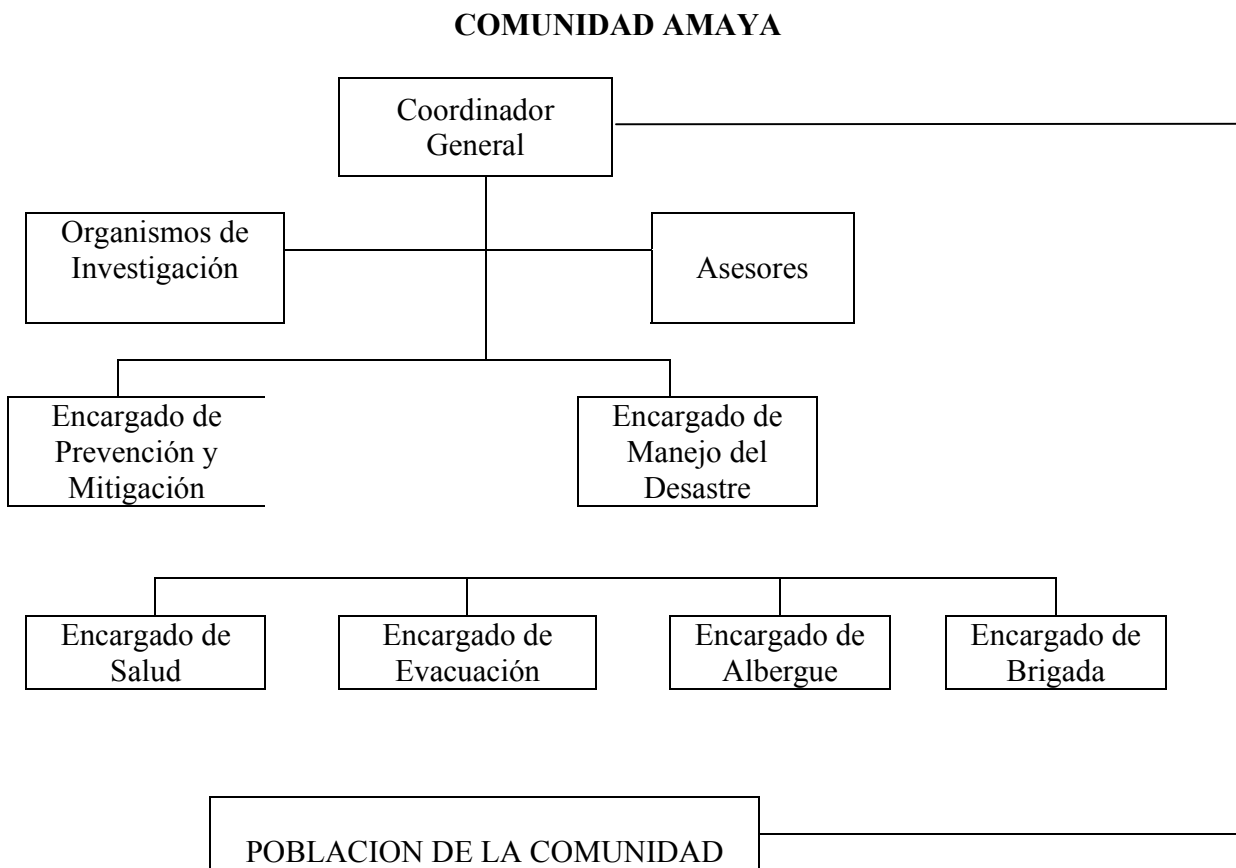 COMUNIDAD AMAYA
Coordinador
General
Organismos de
Investigación
Asesores
Encargado de
Prevención y
Mitigación
Encargado de
Manejo del
Desastre
Encargado de
Salud
Encargado de
Evacuación
Encargado de
Albergue
Encargado de
Brigada
POBLACION DE LA COMUNIDAD